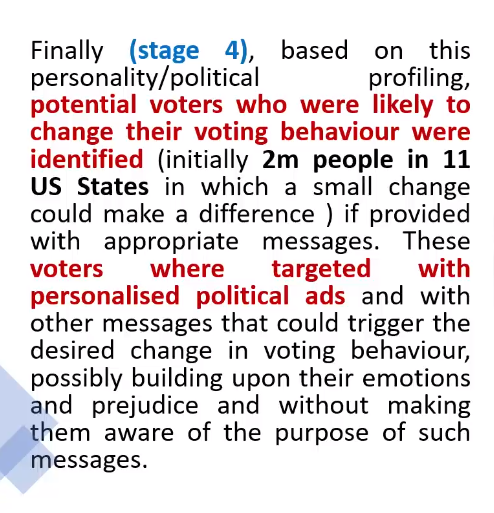 Finally (stage 4), based on this
personality/political profiling,
potential voters who were likely to
change their voting behaviour were
identified (initially 2m people in 11
US States in which a small change
could make a difference ) if provided
with appropriate messages. These
voters where targeted with
personalised political ads and with
other messages that could trigger the
desired change in voting behaviour,
possibly building upon their emotions
and prejudice and without making
them aware of the purpose of such
messages.